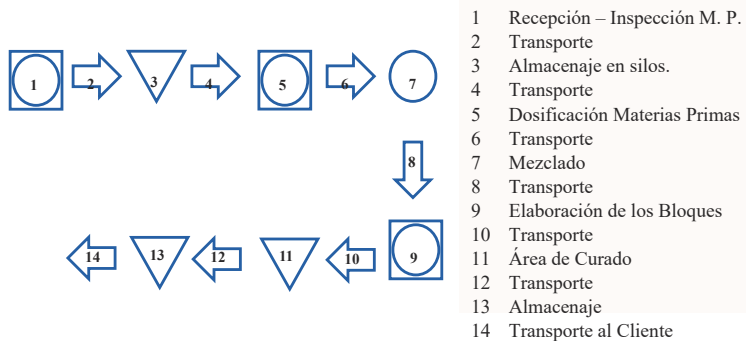 1
2
3
4
5
6
7
8
14
13
12
11
10
9
1 Recepción – Inspección M. P.
2 Transporte
3 Almacenaje en silos.
4 Transporte
5 Dosificación Materias Primas
6 Transporte
7 Mezclado
8 Transporte
9 Elaboración de los Bloques
10 Transporte
11 Área de Curado
12 Transporte
13 Almacenaje
14 Transporte al Cliente